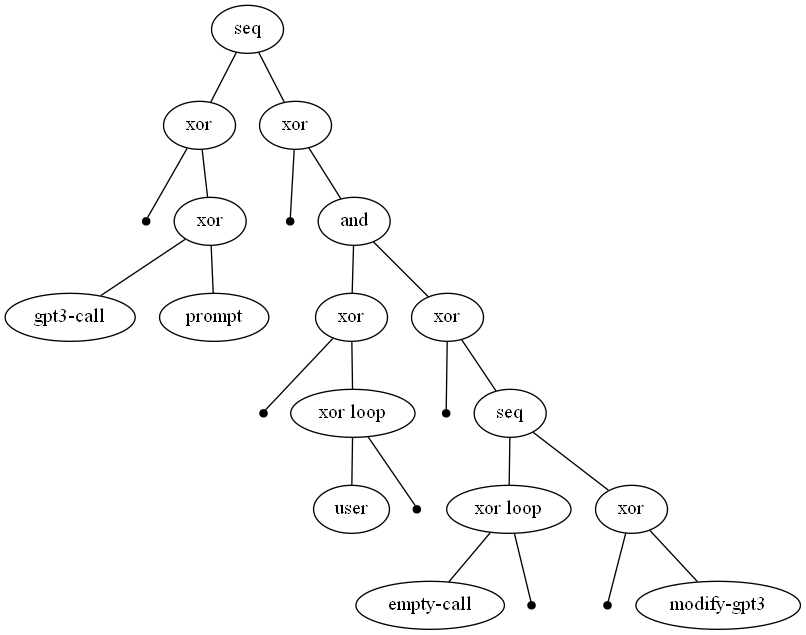 seq
xor
xor
xor
and
gpt3-call
prompt
xor
xor
xor loop
seq
user
xor loop
xor
empty-call
modify-gpt3